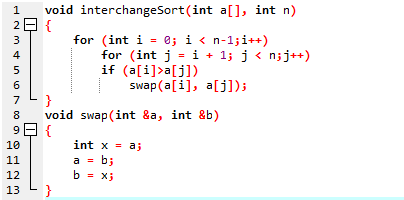 1 void interchangeSort(int a[], int n)
2 {
3 for (int i = 0; i < n-1;i++)
4 for (int j = i + 1; j < n;j++)
5 if (a[i]>a[j])
6 swap(a[i], a[j]);
7 }
8 void swap(int &a, int &b)
9 {
10 int x = a;
11 a = b;
12 b = x;
13 }